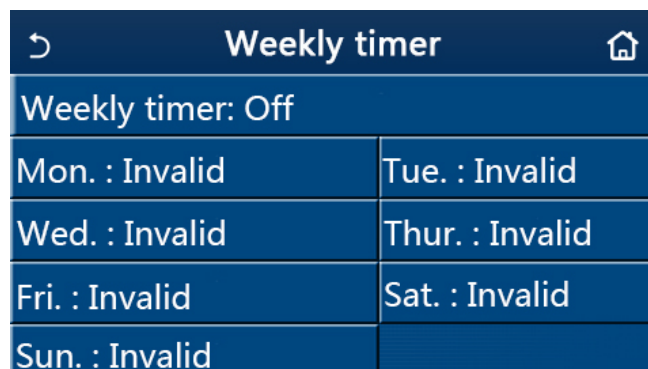 Weekly timer
Weekly timer: Off
Mon. : Invalid
Tue. : Invalid
Wed. : Invalid
Thur. : Invalid
Fri. : Invalid
Sat. : Invalid
Sun. : Invalid